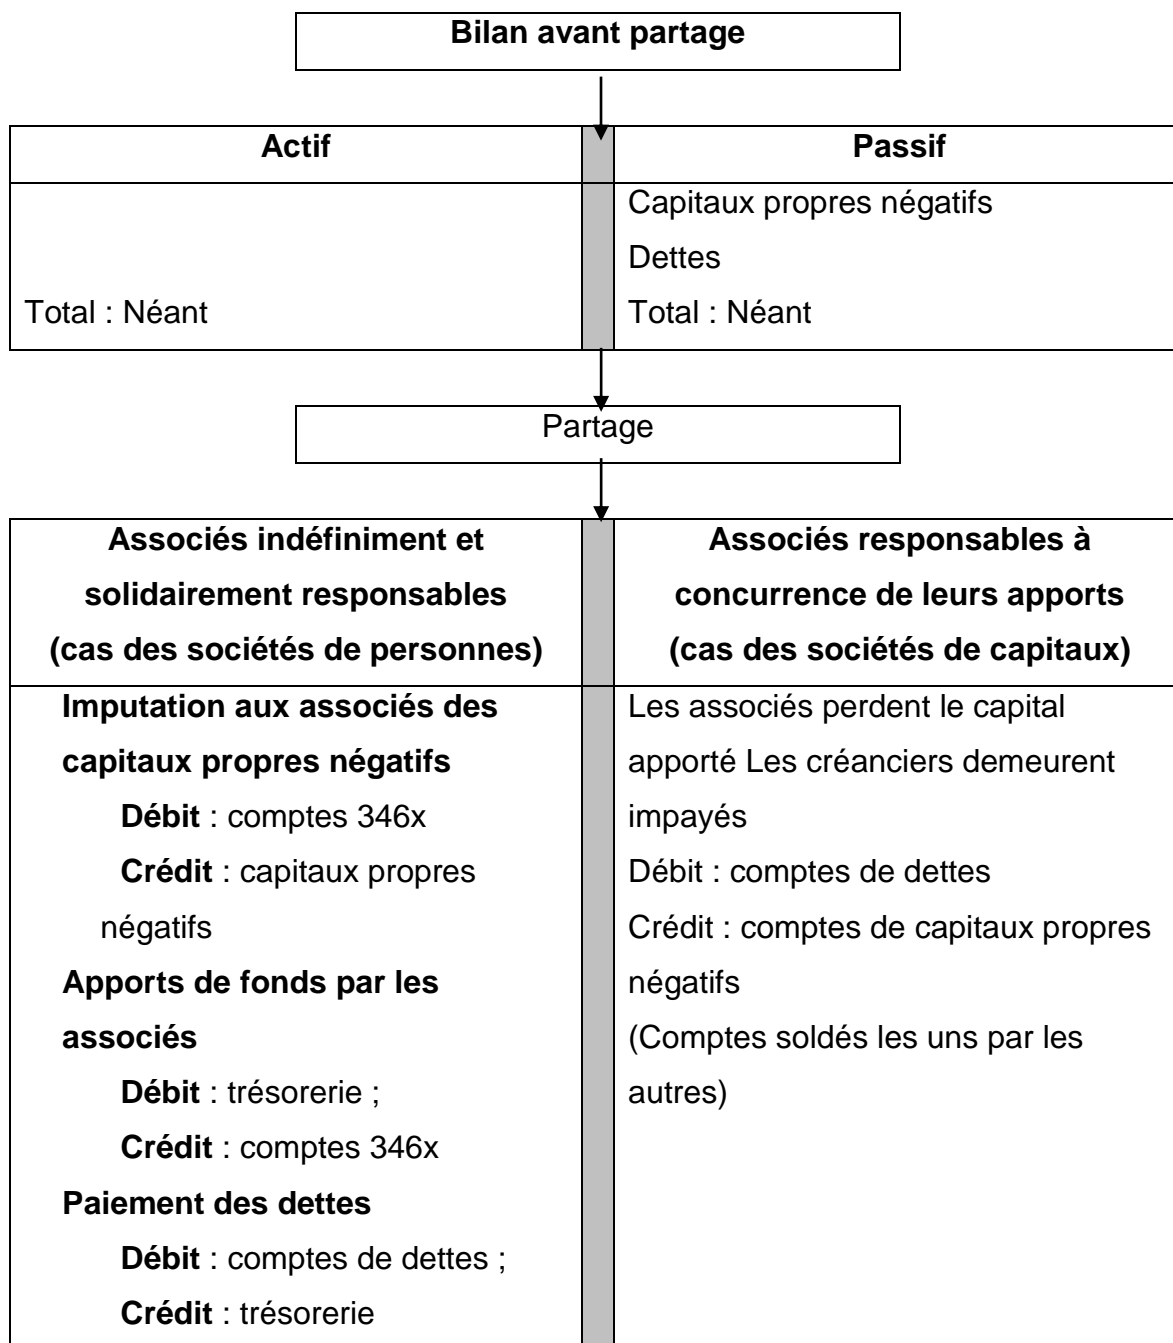 Bilan avant partage
Actif
Passif
Capitaux propres négatifs
Dettes
Total : Néant
Total : Néant
Partage
Associés indéfiniment et
solidairement responsables
(cas des sociétés de personnes)
Associés responsables à
concurrence de leurs apports
(cas des sociétés de capitaux)
Imputation aux associés des
capitaux propres négatifs
Débit : comptes 346x
Crédit : capitaux propres
négatifs
Apports de fonds par les
associés
Débit : trésorerie ;
Crédit : comptes 346x
Paiement des dettes
Débit : comptes de dettes ;
Crédit : trésorerie
Les associés perdent le capital
apporté Les créanciers demeurent
impayés
Débit : comptes de dettes
Crédit : comptes de capitaux propres
négatifs
(Comptes soldés les uns par les
autres)